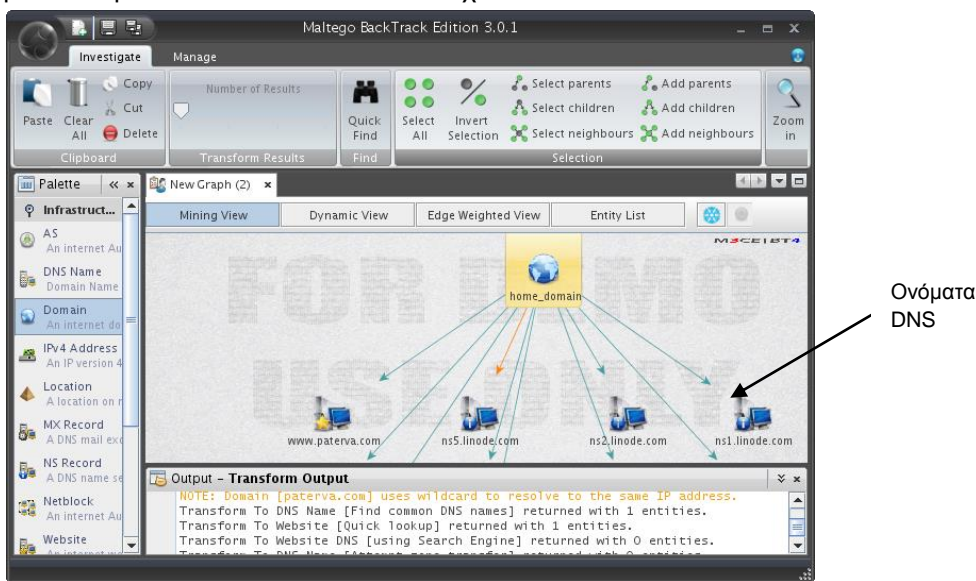 Maltego BackTrack Edition 3.0.1
Investigate
Manage
Copy
Cut
Delete
Paste
Clear All
Clipboard
Number of Results
Transform Results
Quick Find
Find
Select All
Invert Selection
Select parents
Select children
Select neighbours
Add parents
Add children
Add neighbours
Selection
Zoom in
Palette
New Graph (2)
Infrastruct...
AS
An internet Au
DNS Name
Domain Name
Domain
An internet do
IPv4 Address
An IP version 4
Location
A location on r
MX Record
A DNS mail exc
NS Record
A DNS name se
Netblock
An internet Au
Website
Mining View
Dynamic View
Edge Weighted View
Entity List
FOR DEMO
USE ONLY
home_domain
www.paterva.com
ns5.linode.com
ns2.linode.com
ns1.linode.com
Ονόματα
DNS
Output - Transform Output
NOTE: Domain [paterva.com] uses wildcard to resolve to the same IP address.
Transform To DNS Name [Find common DNS names] returned with 1 entities.
Transform To Website [Quick lookup] returned with 1 entities.
Transform To Website DNS [using Search Engine] returned with 0 entities.